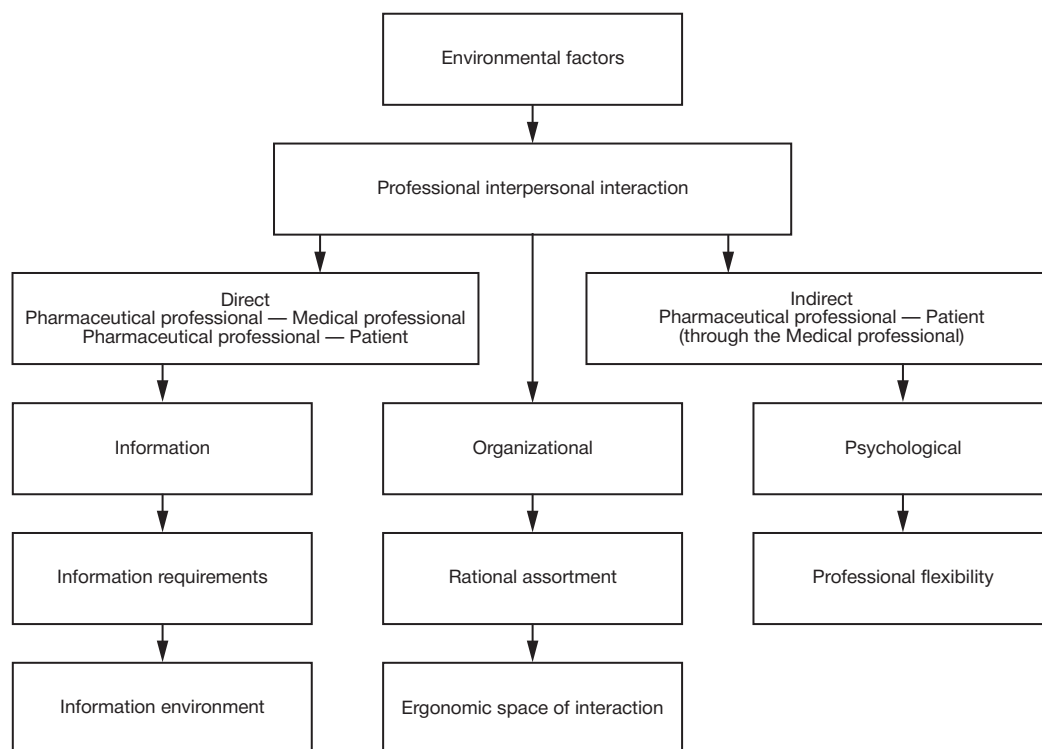 Environmental factors
Professional interpersonal interaction
Direct
Pharmaceutical professional — Medical professional
Pharmaceutical professional — Patient
Indirect
Pharmaceutical professional — Patient
(through the Medical professional)
Information
Organizational
Psychological
Information requirements
Rational assortment
Professional flexibility
Information environment
Ergonomic space of interaction